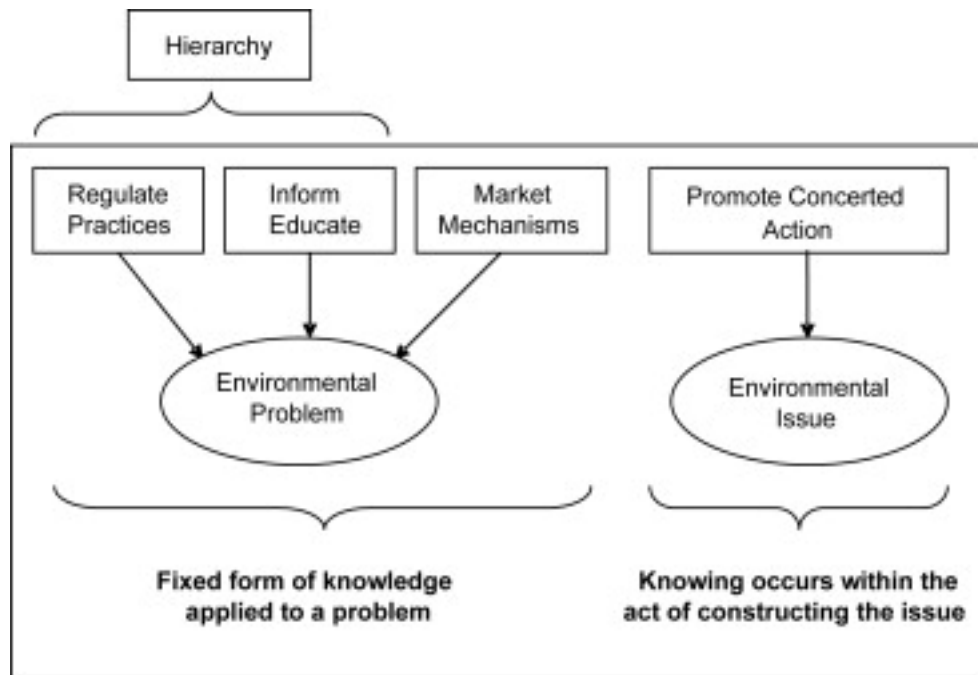 Hierarchy
Regulate
Practices
Inform
Educate
Market
Mechanisms
Promote Concerted
Action
Environmental
Problem
Environmental
Issue
Fixed form of knowledge
applied to a problem
Knowing occurs within the
act of constructing the issue